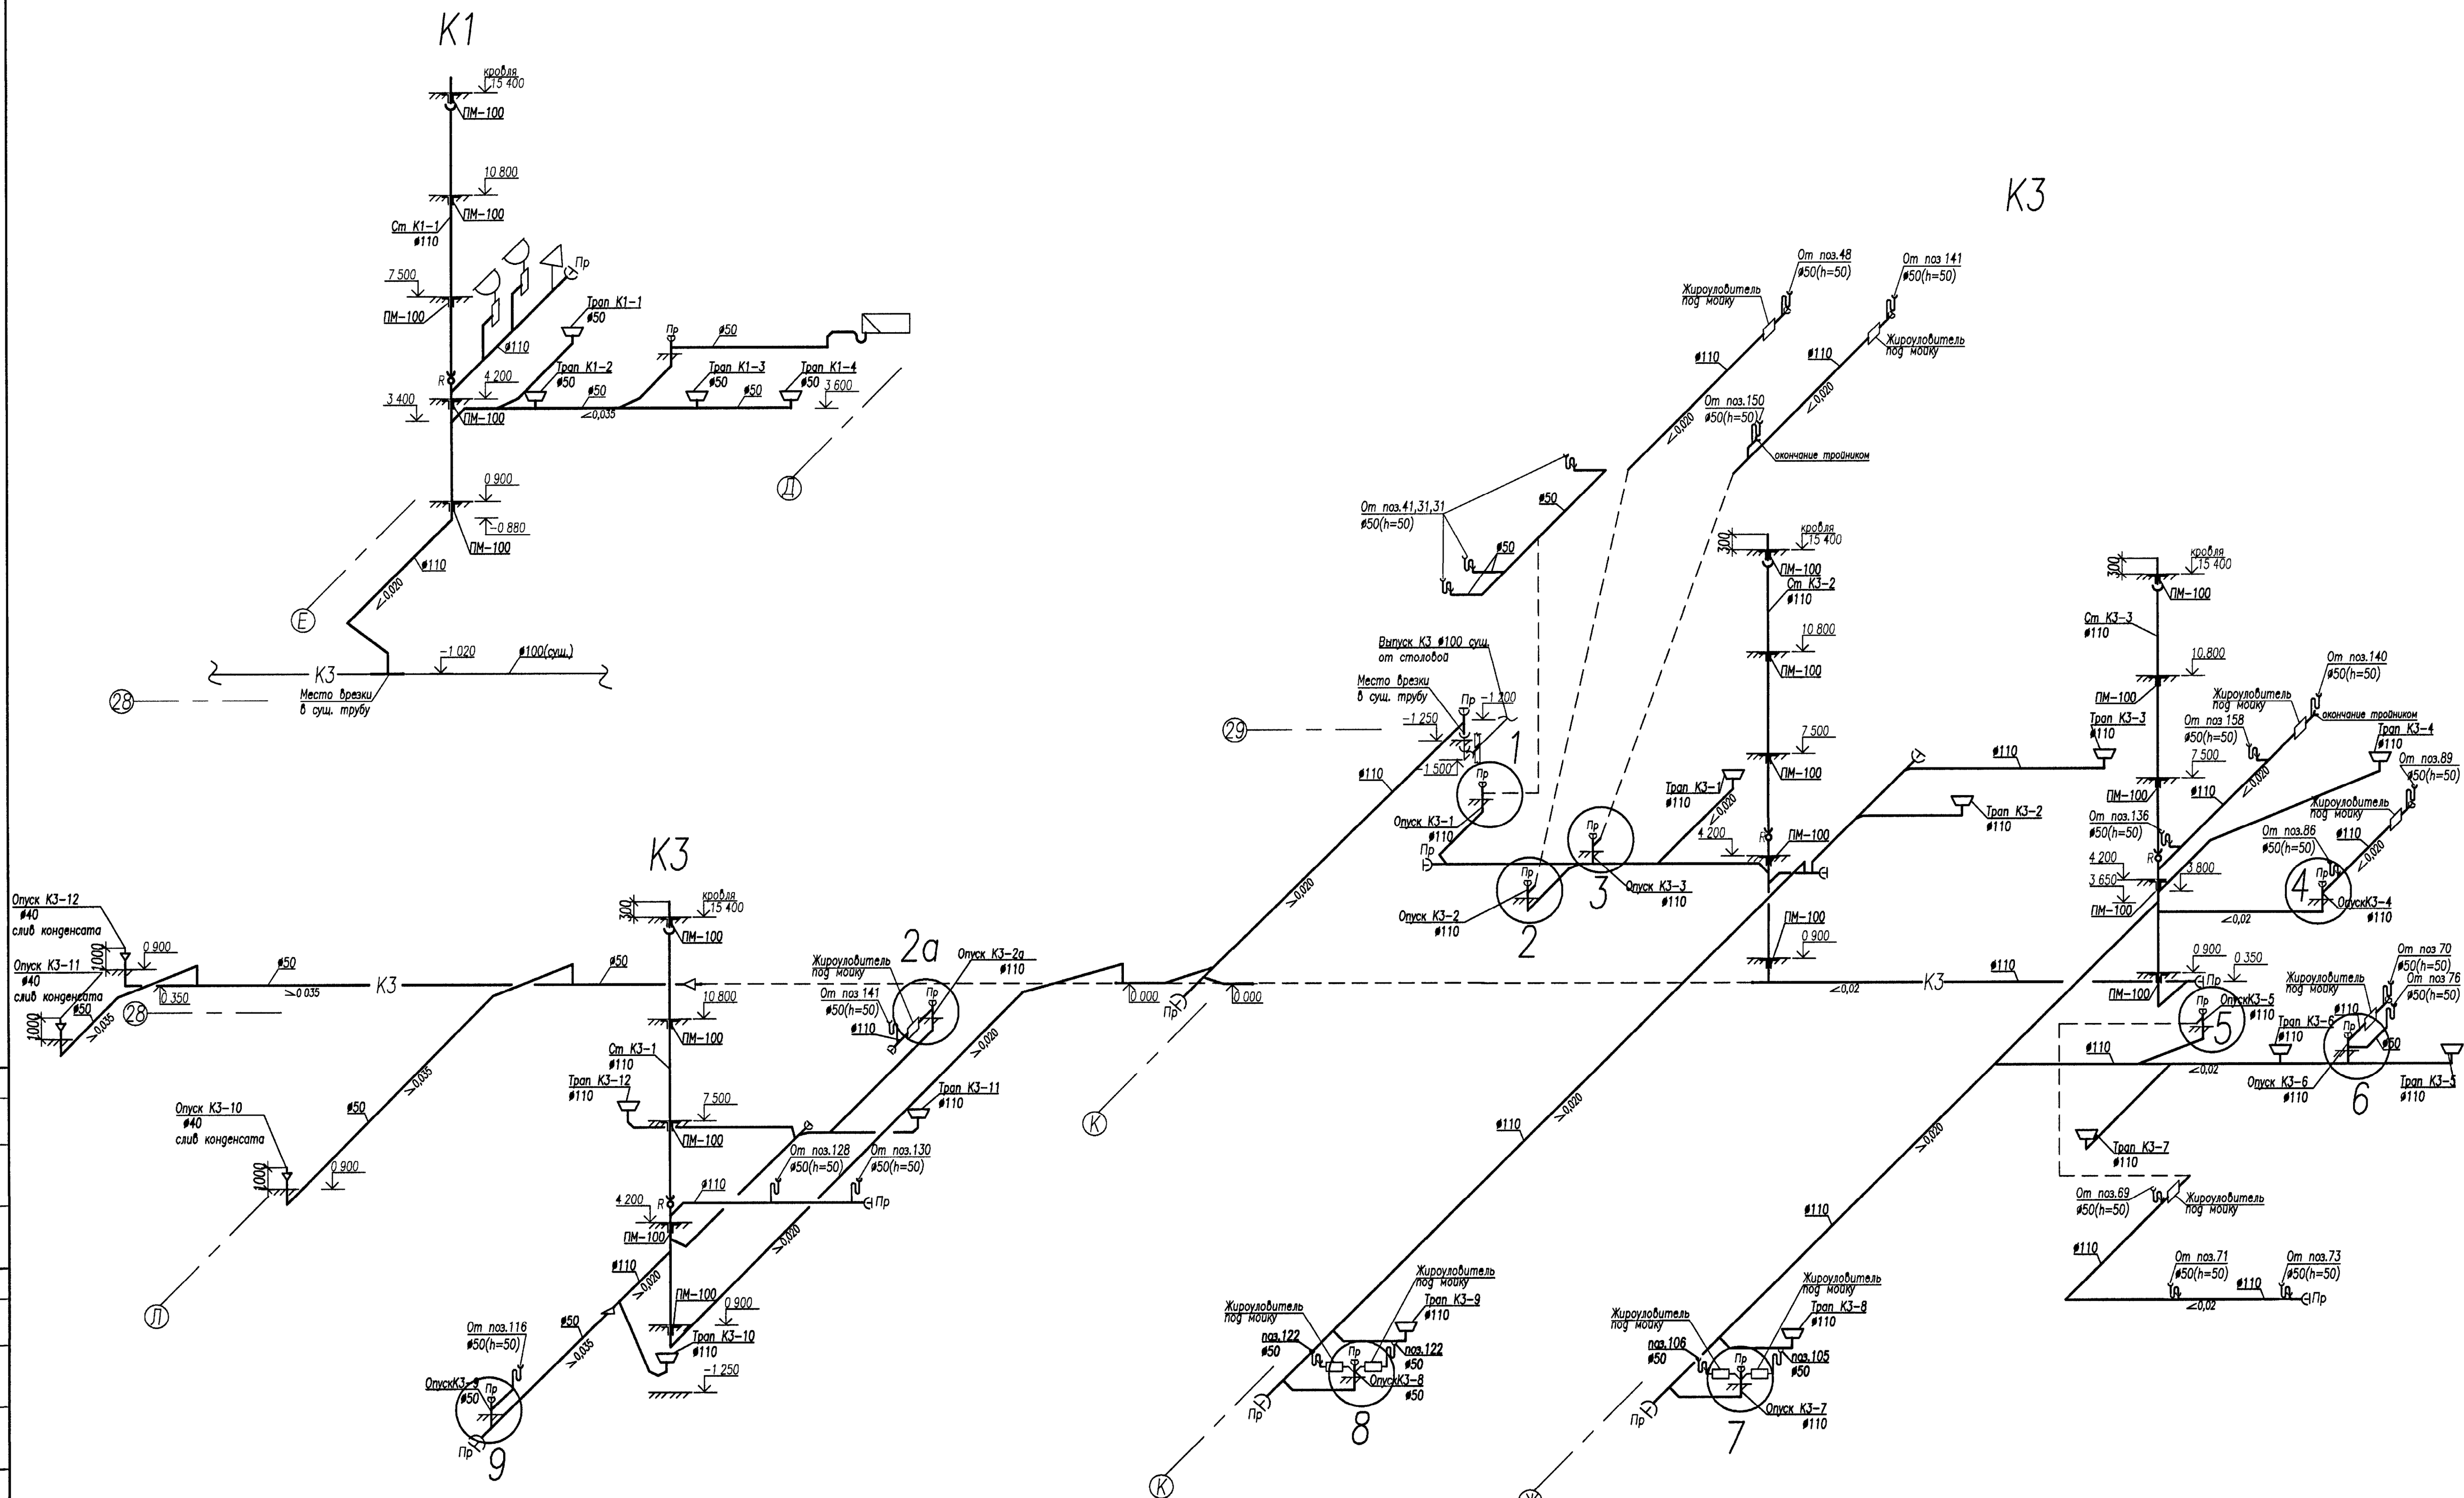 К1
кровля
15 400
ПМ-100
10 800
ПМ-100
Ст К1-1
ø110
7 500
ПМ-100
Пр
ø110
Трап К1-1
ø50
Пр
ø50
R
4 200
3 400
ПМ-100
Трап К1-2
ø50
ø50
∠0,035
Трап К1-3
ø50
ø50
Трап К1-4
ø50
3 600
Д
0 900
-0 880
ПМ-100
ø110
∠0,020
Е
К3
-1 020
ø100(сущ.)
Место врезки
в сущ. трубу
28
К3
От поз.48
ø50(h=50)
От поз 141
ø50(h=50)
Жироуловитель
под мойку
Жироуловитель
под мойку
ø110
ø110
∠0,020
∠0,020
От поз.150
ø50(h=50)
окончание тройником
От поз.41,31,31
ø50(h=50)
ø50
ø50
Выпуск К3 ø100 сущ.
от столовой
Место врезки
в сущ. трубу
29
Пр
-1 250
-1 200
-1 500
1
Пр
ø110
∠0,020
Опуск К3-1
ø110
Пр
Опуск К3-2
ø110
Пр
2
Пр
3
Опуск К3-3
ø110
Трап К3-1
ø110
∠0,020
300
кровля
15 400
ПМ-100
Ст К3-2
ø110
10 800
ПМ-100
7 500
ПМ-100
R
ПМ-100
4 200
ПМ-100
0 900
ø110
Трап К3-2
ø110
Трап К3-3
ø110
300
кровля
15 400
ПМ-100
Ст К3-3
ø110
10.800
ПМ-100
7 500
ПМ-100
От поз.140
ø50(h=50)
Жироуловитель
под мойку
окончание тройником
От поз 158
ø50(h=50)
Трап К3-4
ø110
От поз.89
ø50(h=50)
ø110
∠0,020
Жироуловитель
под мойку
От поз.136
ø50(h=50)
От поз.86
ø50(h=50)
ø110
∠0,020
R
4 200
3 650
3 800
ПМ-100
4
Пр
ОпускК3-4
ø110
∠0,02
ø110
К3
∠0,02
0 900
0 350
Пр
ПМ-100
Пр
ОпускК3-5
ø110
5
Жироуловитель
под мойку
От поз 70
ø50(h=50)
От поз 76
ø50(h=50)
ø110
Пр
ø50
Трап К3-6
ø110
ø110
∠0,02
Опуск К3-6
ø110
6
Трап К3-5
ø110
Трап К3-7
ø110
От поз.69
ø50(h=50)
Жироуловитель
под мойку
ø110
От поз.71
ø50(h=50)
От поз.73
ø50(h=50)
ø110
∠0,02
Пр
ø110
∠0,020
ø110
∠0,020
К3
Опуск К3-12
ø40
слив конденсата
1000
0 900
Опуск К3-11
ø40
слив конденсата
1000
ø50
∠0,035
0.350
28
ø50
∠0 035
К3
ø50
ø50
∠0,035
Опуск К3-10
ø40
слив конденсата
1000
0 900
Л
300
кровля
15 400
ПМ-100
10 800
ПМ-100
Ст К3-1
ø110
Трап К3-12
ø110
7 500
ПМ-100
2а
Жироуловитель
под мойку
От поз 141
ø50(h=50)
ø110
Пр
Опуск К3-2а
ø110
Трап К3-11
ø110
∠0,020
От поз.128
ø50(h=50)
От поз.130
ø50(h=50)
ø110
Пр
R
4 200
ПМ-100
ø110
∠0,020
∠0,020
ПМ-100
0 900
Трап К3-10
ø110
-1 250
ø50
∠0,035
От поз.116
ø50(h=50)
ОпускК3-9
ø50
Пр
Пр
9
0 000
0 000
Пр
К
Жироуловитель
под мойку
Жироуловитель
под мойку
Трап К3-9
ø110
поз.122
ø50
поз.122
ø50
Пр
ОпускК3-8
ø50
Пр
8
К
Жироуловитель
под мойку
Жироуловитель
под мойку
Трап К3-8
ø110
поз.106
ø50
поз.105
ø50
Пр
Опуск К3-7
ø110
Пр
7